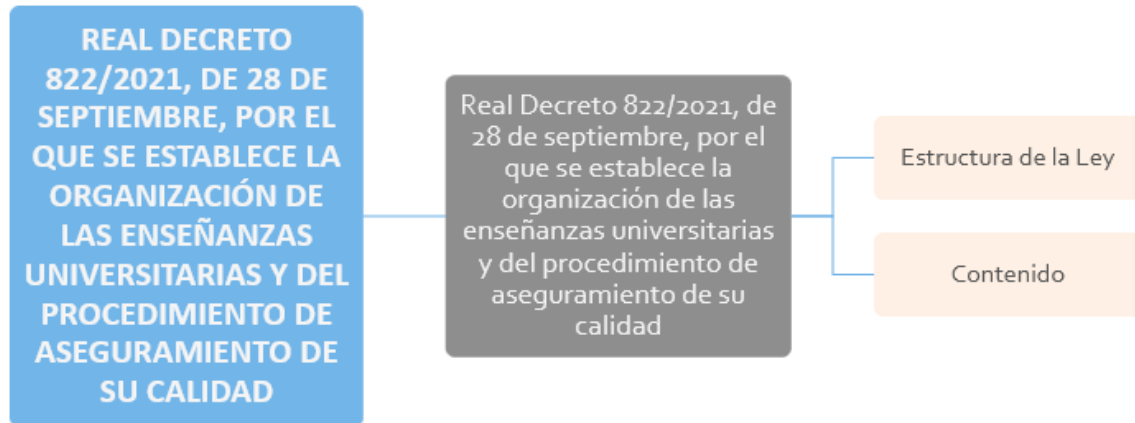 REAL DECRETO
822/2021, DE 28 DE
SEPTIEMBRE, POR EL
QUE SE ESTABLECE LA
ORGANIZACIÓN DE
LAS ENSEÑANZAS
UNIVERSITARIAS Y DEL
PROCEDIMIENTO DE
ASEGURAMIENTO DE
SU CALIDAD
Real Decreto 822/2021, de
28 de septiembre, por el
que se establece la
organización de las
enseñanzas universitarias
y del procedimiento de
aseguramiento de su
calidad
Estructura de la Ley
Contenido